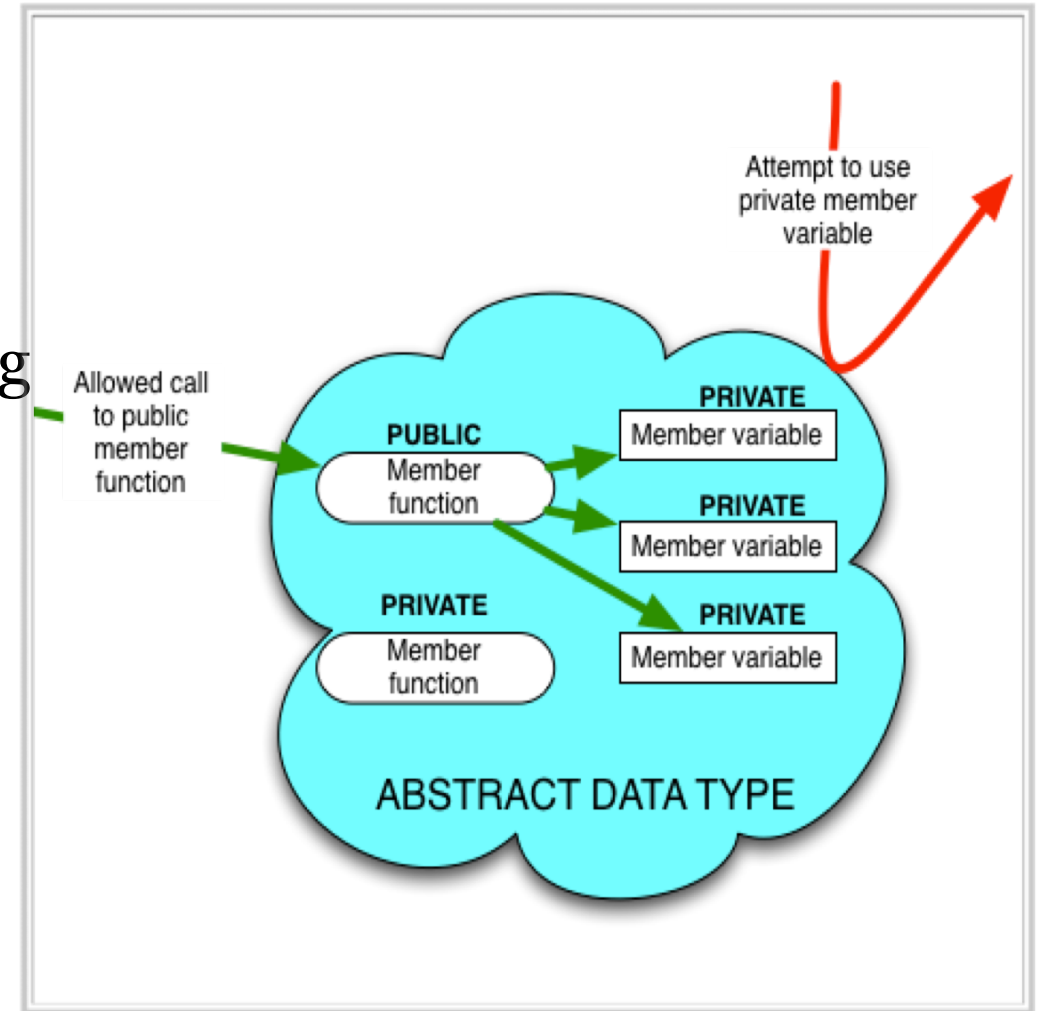 Attempt to use
private member
variable
g
Allowed call
to public
member
function
PUBLIC
Member
function
PRIVATE
Member variable
PRIVATE
Member variable
PRIVATE
Member function
PRIVATE
Member variable
ABSTRACT DATA TYPE